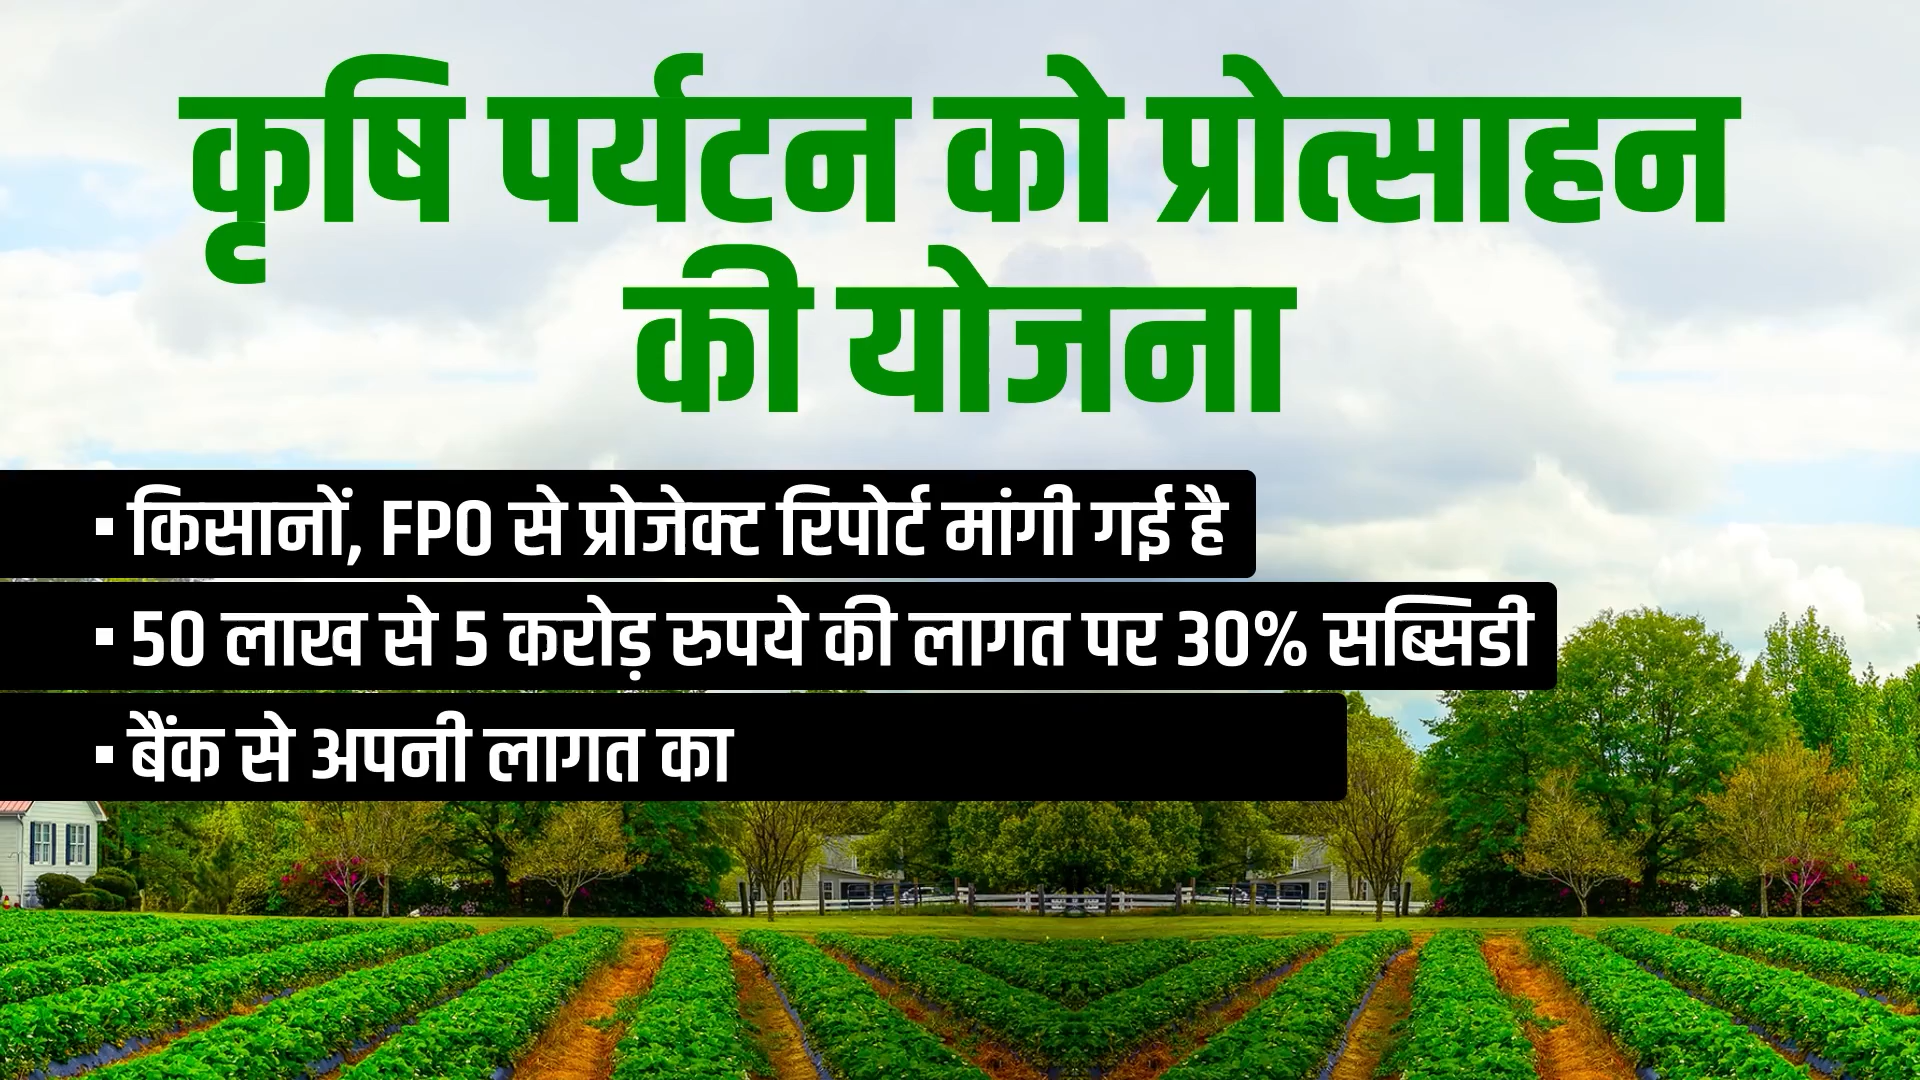 कृषि पर्यटन को प्रोत्साहन
की योजना
▪ किसानों, FPO से प्रोजेक्ट रिपोर्ट मांगी गई है
▪ 50 लाख से 5 करोड़ रुपये की लागत पर 30% सब्सिडी
▪ बैंक से अपनी लागत का